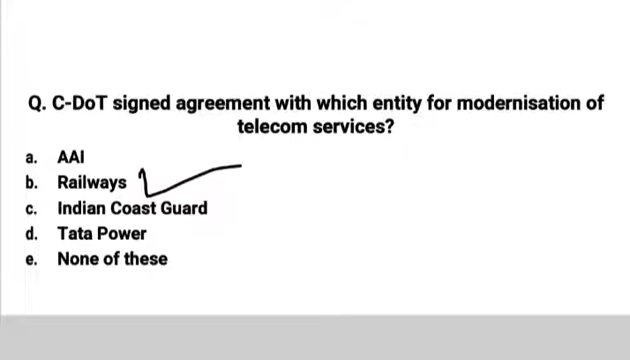 Q. C-DoT signed agreement with which entity for modernisation of
telecom services?
a. AAI
b. Railways
c. Indian Coast Guard
d. Tata Power
e. None of these